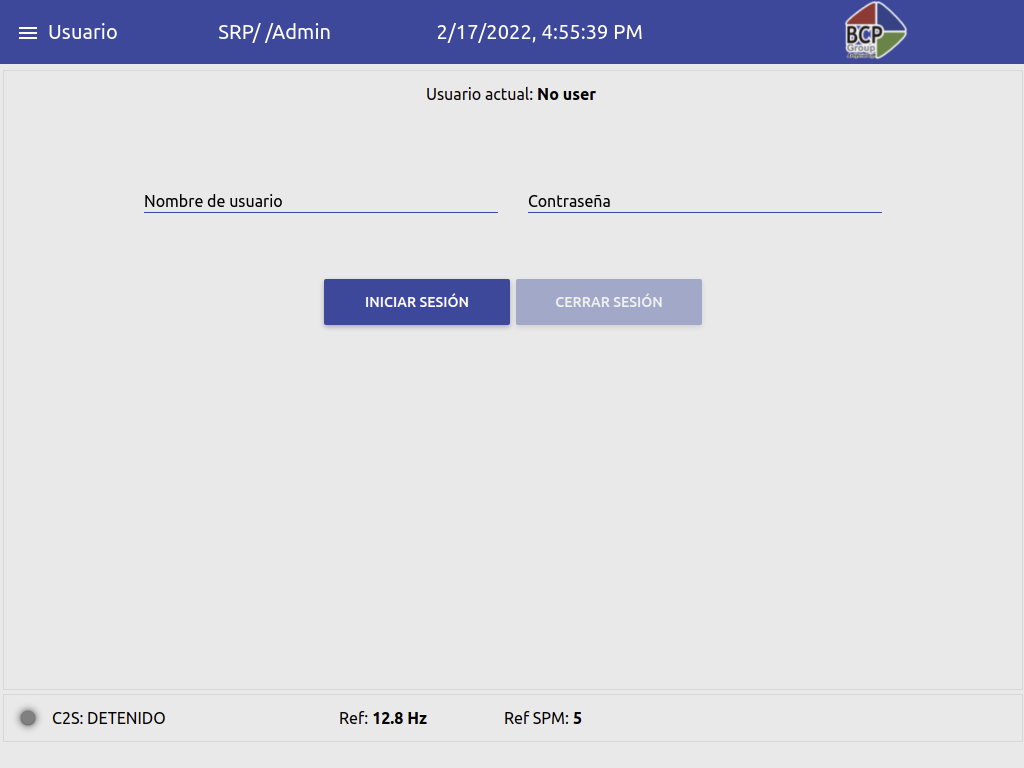 Usuario SRP/ /Admin 2/17/2022, 4:55:39 PM BCP
Group
Usuario actual: No user
Nombre de usuario Contraseña
INICIAR SESIÓN CERRAR SESIÓN
C2S: DETENIDO Ref: 12.8 Hz Ref SPM: 5